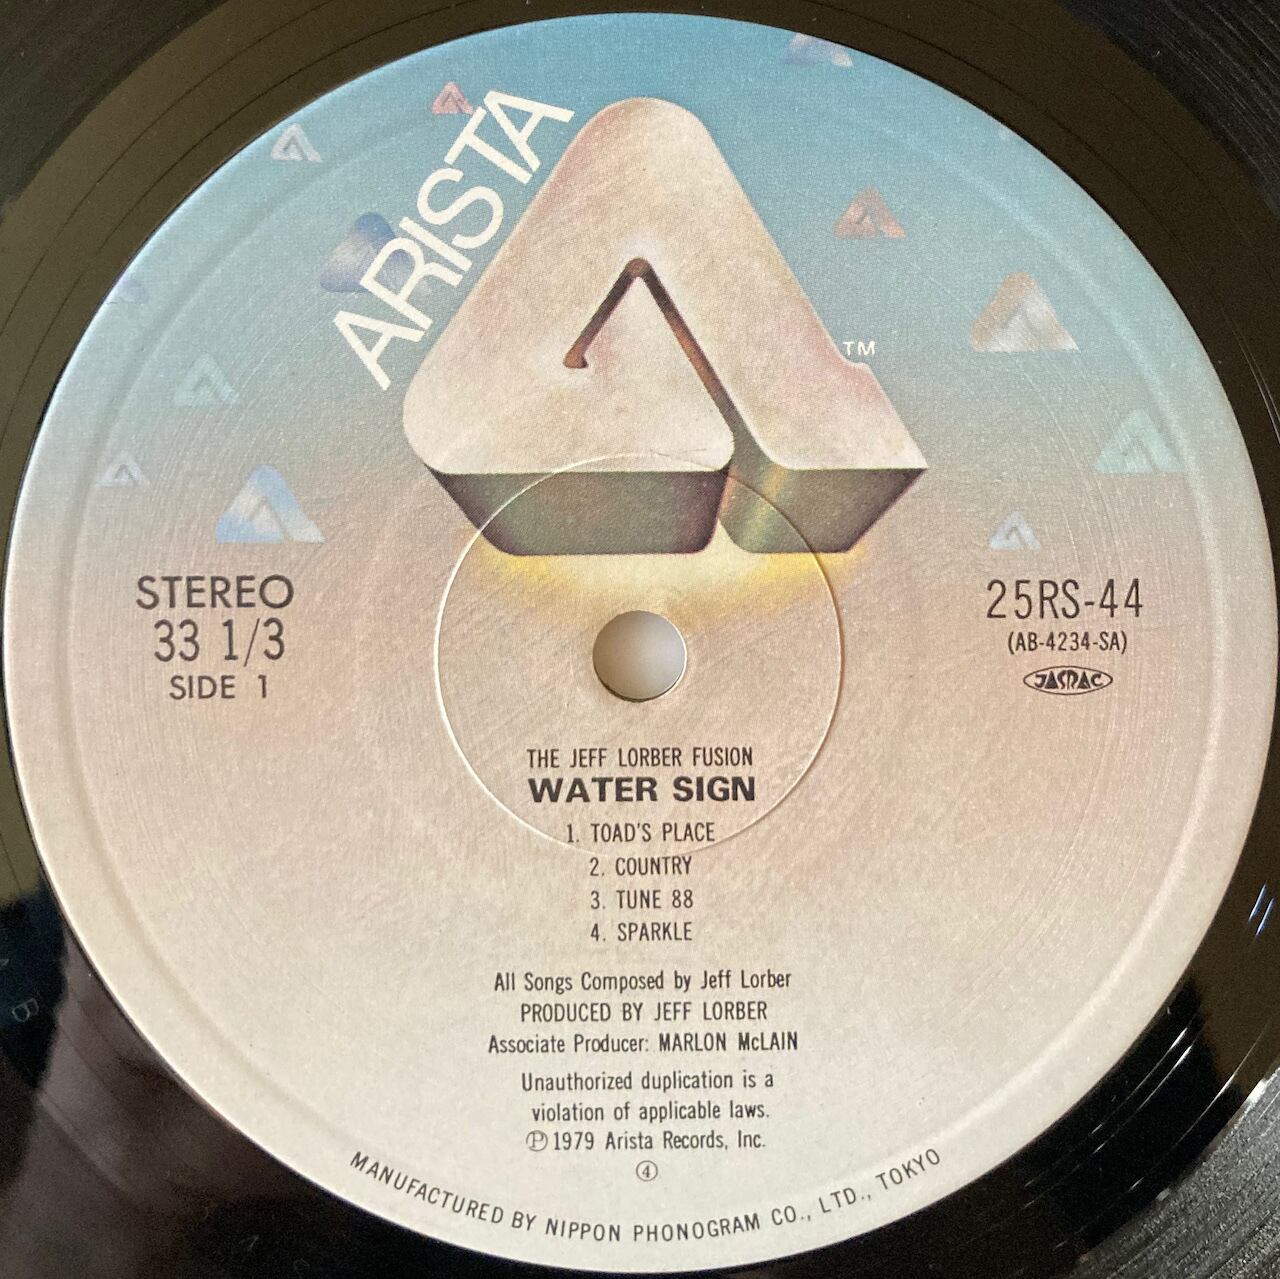 ARISTA
TM
STEREO
33 1/3
SIDE 1
25RS-44
(AB-4234-SA)
JASRAC
THE JEFF LORBER FUSION
WATER SIGN
1. TOAD'S PLACE
2. COUNTRY
3. TUNE 88
4. SPARKLE
All Songs Composed by Jeff Lorber
PRODUCED BY JEFF LORBER
Associate Producer: MARLON McLAIN
Unauthorized duplication is a
violation of applicable laws.
Ⓟ1979 Arista Records, Inc.
④
MANUFACTURED BY NIPPON PHONOGRAM CO., LTD., TOKYO